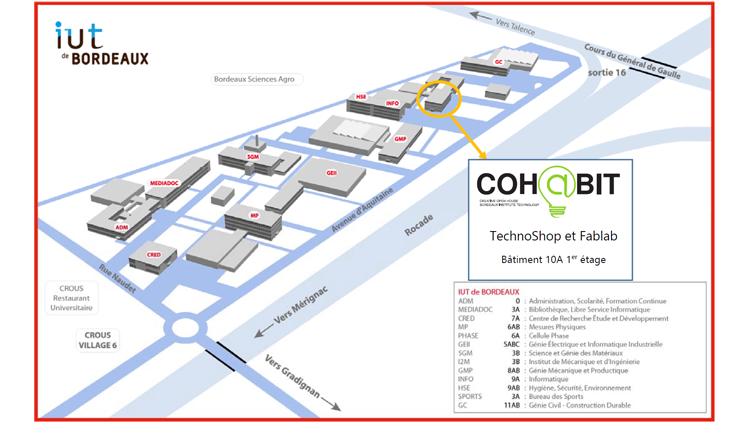 iut
de BORDEAUX
Vers Talence
Cours du Général de Gaulle
sortie 16
Bordeaux Sciences Agro
GC
HSE
INFO
GMP
SGM
GEII
MEDIADOC
MP
ADM
CRED
Avenue d'Aquitaine
Rocade
Rue Naudet
COH@BIT
CREATIVE OPEN HOUSE
BORDEAUX INSTITUTE TECHNOLOGY
TechnoShop et Fablab
Bâtiment 10A 1er étage
CROUS
Restaurant
Universitaire
CROUS
VILLAGE 6
Vers Mérignac
Vers Gradignan
IUT de BORDEAUX
ADM 0 : Administration, Scolarité, Formation Continue
MEDIADOC 3A : Bibliothèque, Libre Service Informatique
CRED 7A : Centre de Recherche Étude et Développement
MP 6AB : Mesures Physiques
PHASE 6A : Cellule Phase
GEII 5ABC : Génie Électrique et Informatique Industrielle
SGM 3B : Science et Génie des Matériaux
I2M 3B : Institut de Mécanique et d'Ingénierie
GMP 8AB : Génie Mécanique et Productique
INFO 9A : Informatique
HSE 9AB : Hygiène, Sécurité, Environnement
SPORTS 3A : Bureau des Sports
GC 11AB : Génie Civil - Construction Durable